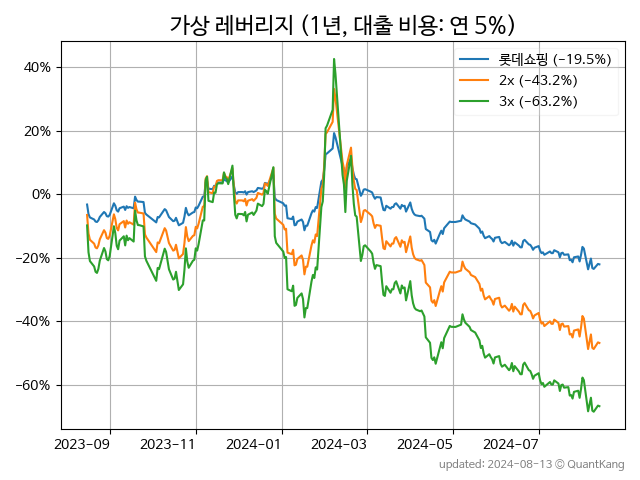 가상 레버리지 (1년, 대출 비용: 연 5%)
롯데쇼핑 (-19.5%)
2x (-43.2%)
3x (-63.2%)
40%
20%
0%
−20%
−40%
−60%
2023-09 2023-11 2024-01 2024-03 2024-05 2024-07
updated: 2024-08-13 © QuantKang